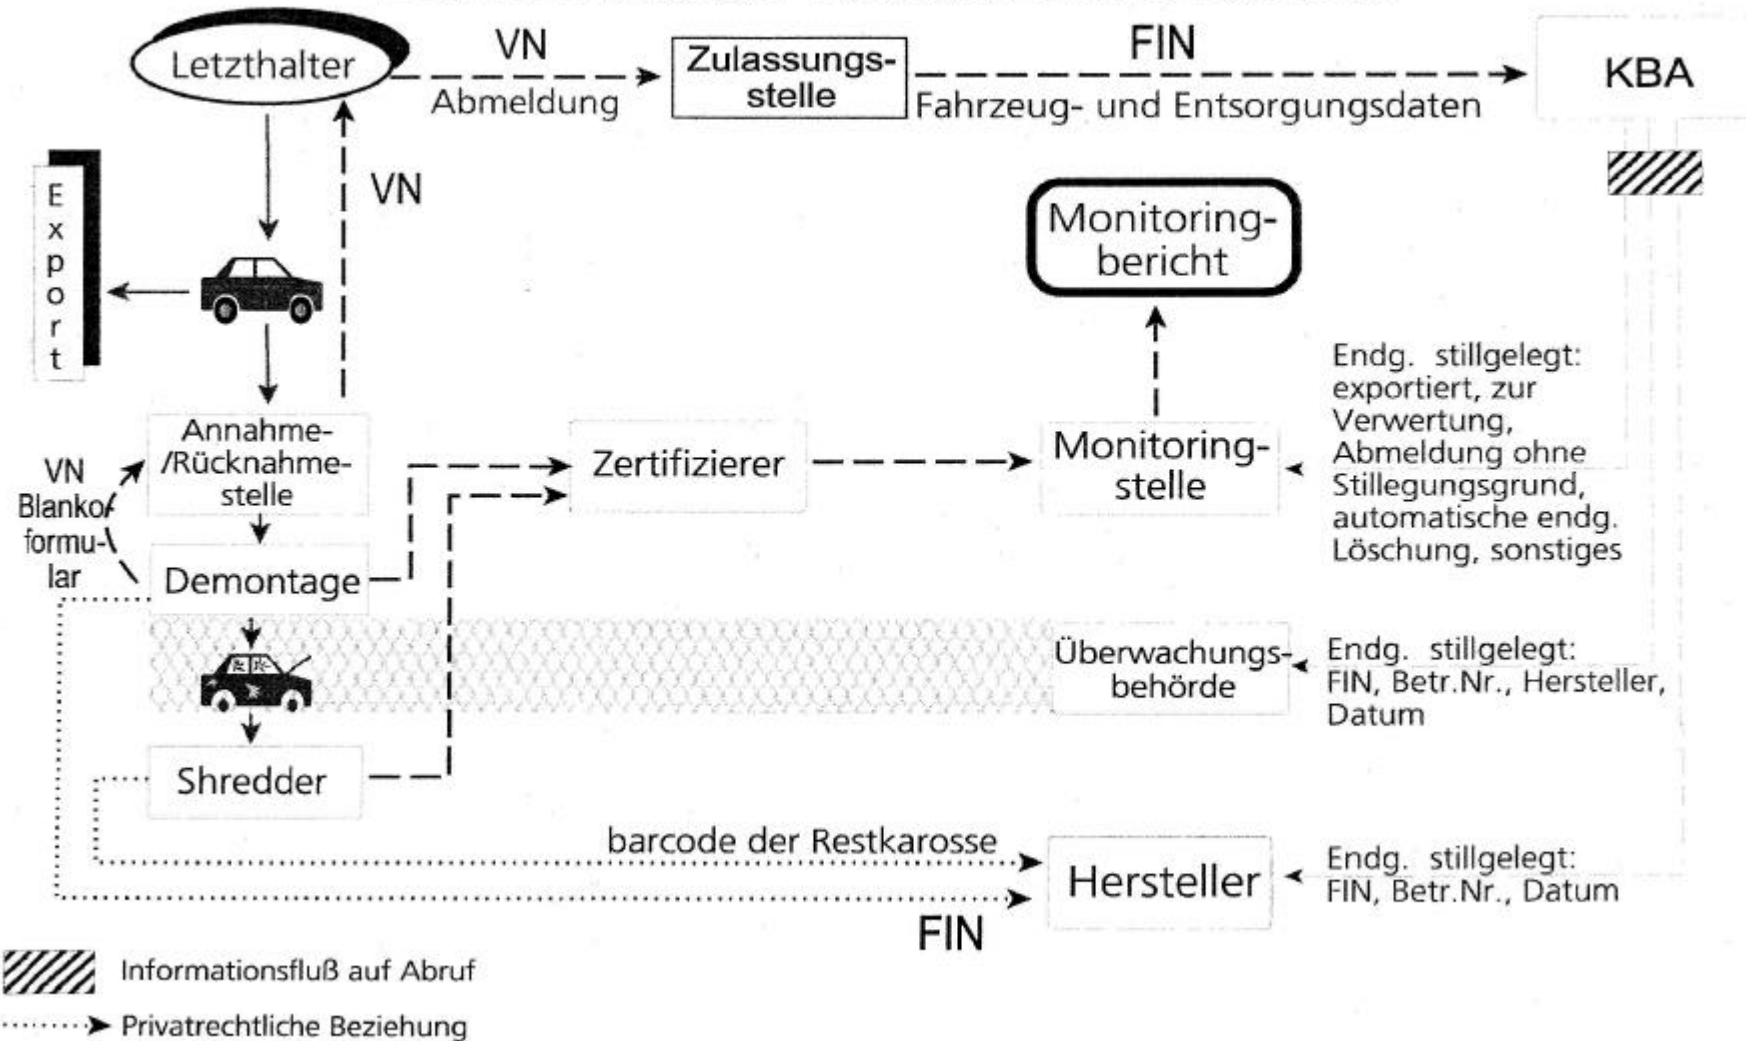 Letzthalter
VN
Abmeldung
Zulassungs-
stelle
FIN
Fahrzeug- und Entsorgungsdaten
KBA
Export
VN
Monitoring-
bericht
Annahme-
/Rücknahme-
stelle
VN
Blanko-
formu-
lar
Zertifizierer
Monitoring-
stelle
Endg. stillgelegt:
exportiert, zur
Verwertung,
Abmeldung ohne
Stillegungsgrund,
automatische endg.
Löschung, sonstiges
Demontage
Überwachungs-
behörde
Endg. stillgelegt:
FIN, Betr.Nr., Hersteller,
Datum
Shredder
barcode der Restkarosse
Hersteller
Endg. stillgelegt:
FIN, Betr.Nr., Datum
FIN
Informationsfluß auf Abruf
Privatrechtliche Beziehung